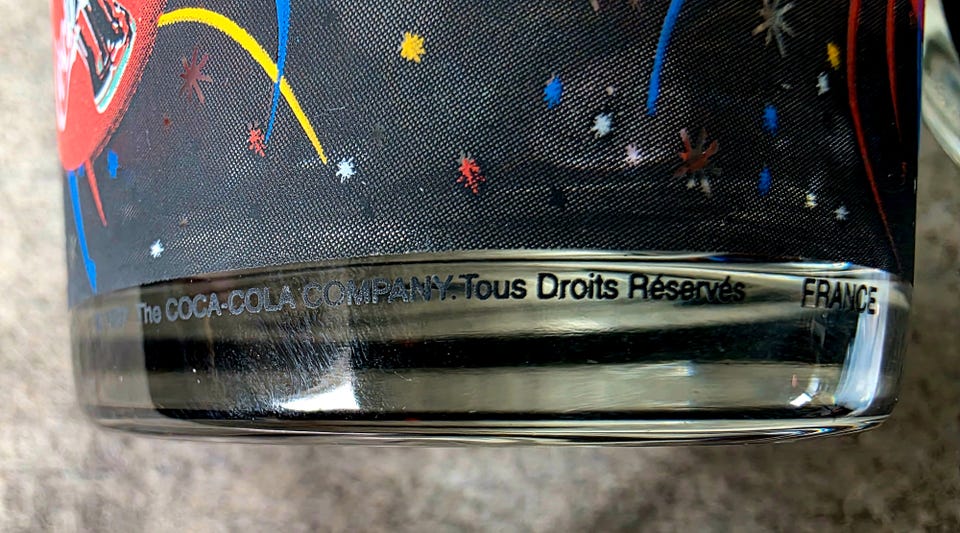 The COCA-COLA COMPANY. Tous Droits Réservés FRANCE